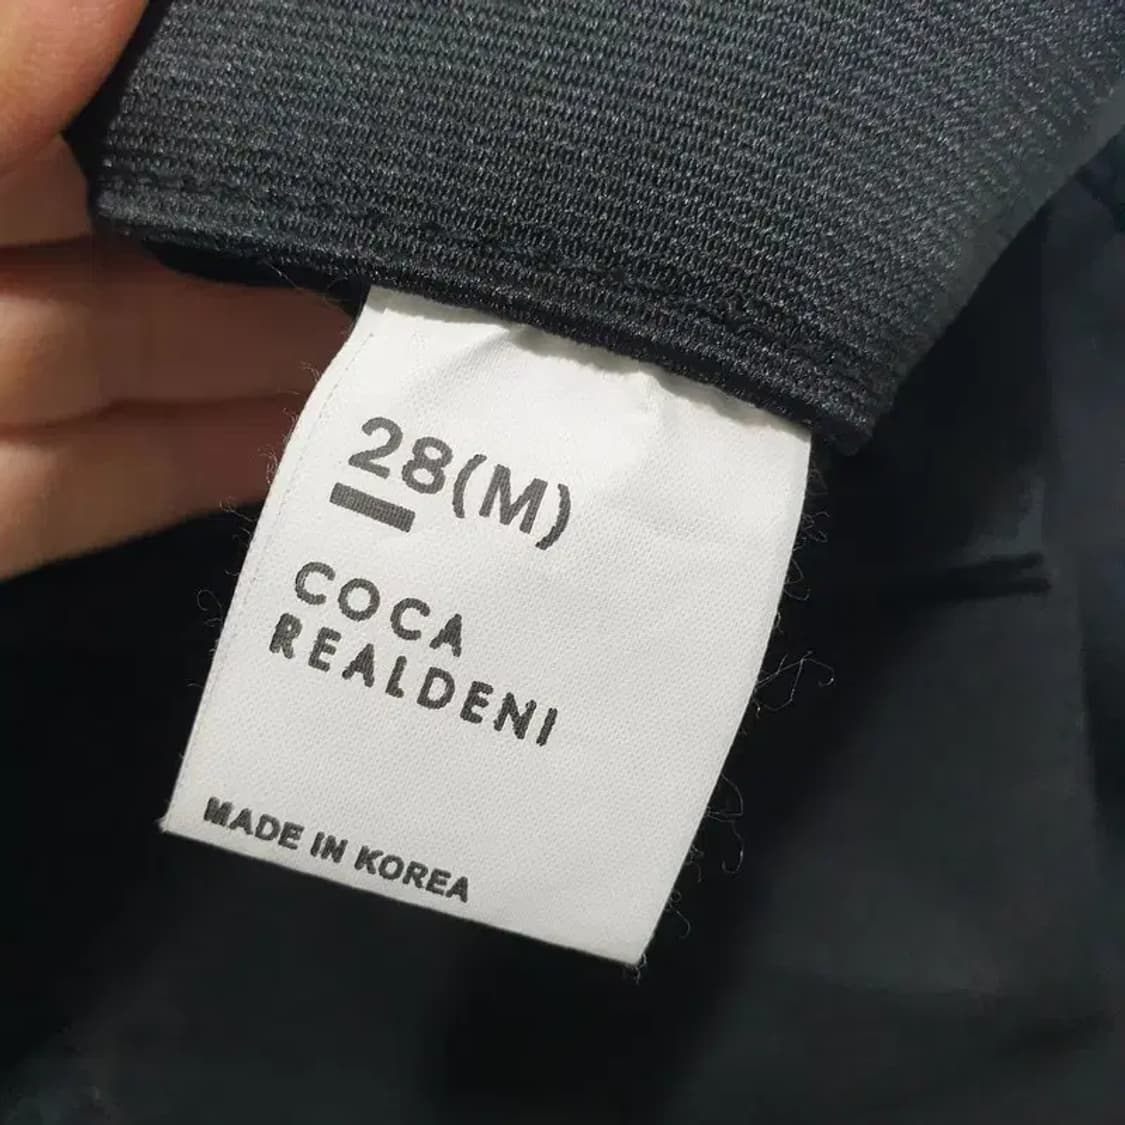 28(M)
COCA
REALDENI
MADE IN KOREA